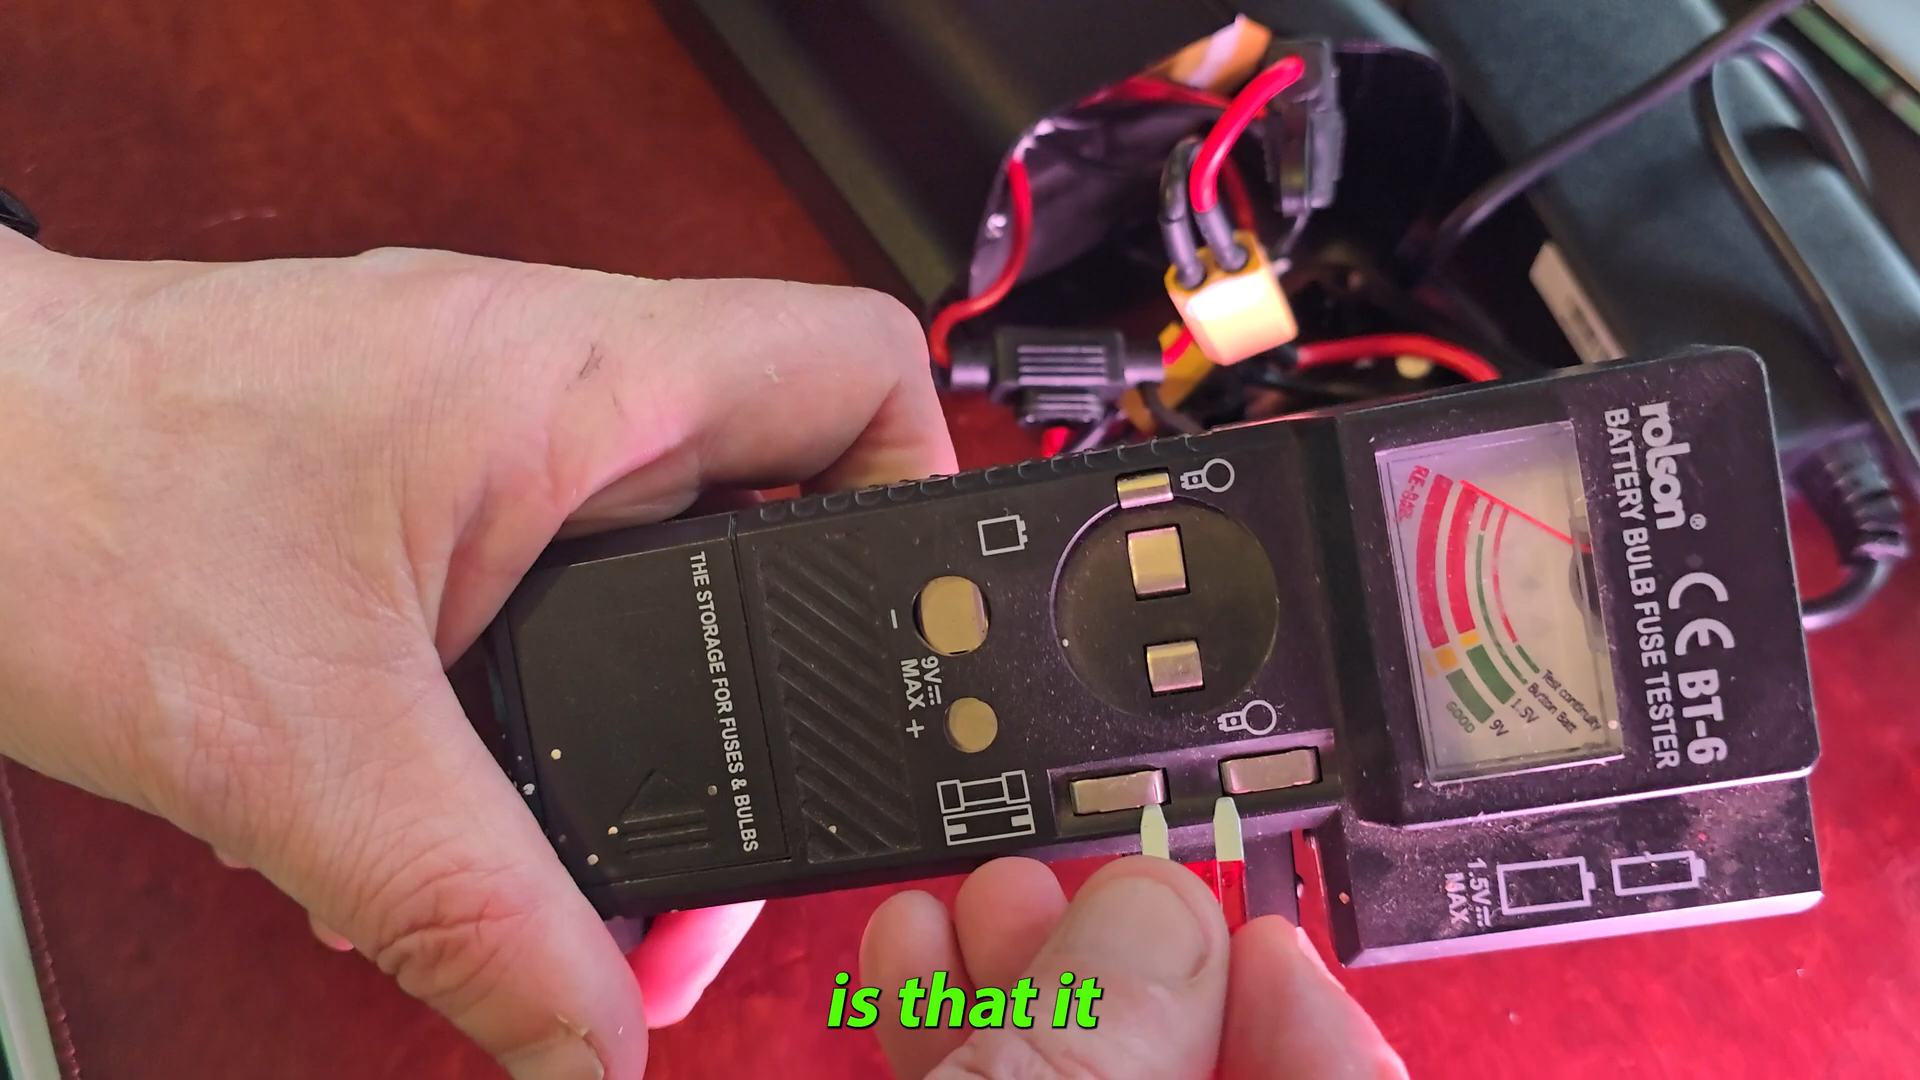 rolson®
BATTERY BULB FUSE TESTER
CE BT-6
Test continuity
Button Batt
1.5V
9V
GOOD
1.5V
MAX
9V
MAX
-
+
THE STORAGE FOR FUSES & BULBS
is that it